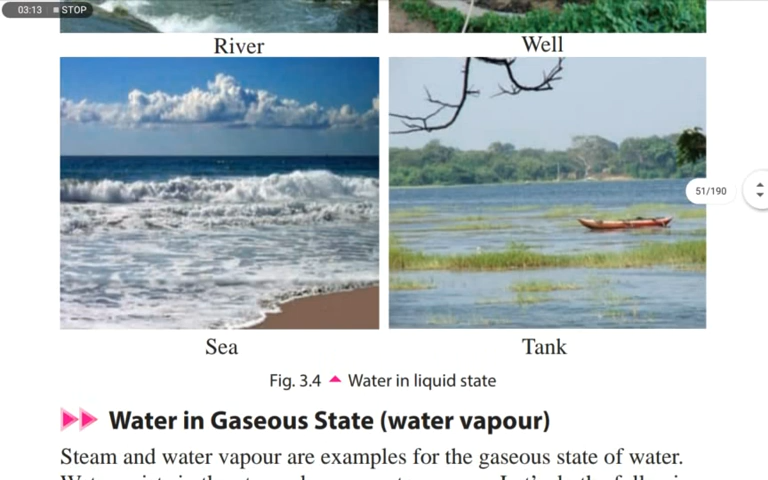 03:13 STOP
River Well
51/190
Sea Tank
Fig. 3.4 Water in liquid state
Water in Gaseous State (water vapour)
Steam and water vapour are examples for the gaseous state of water.